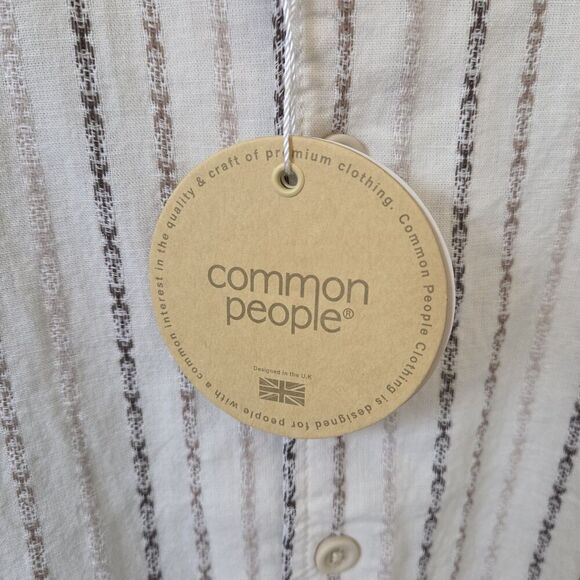 common
people®
Designed in the U.K
Common People Clothing is designed for people with a common interest in the quality & craft of premium clothing.